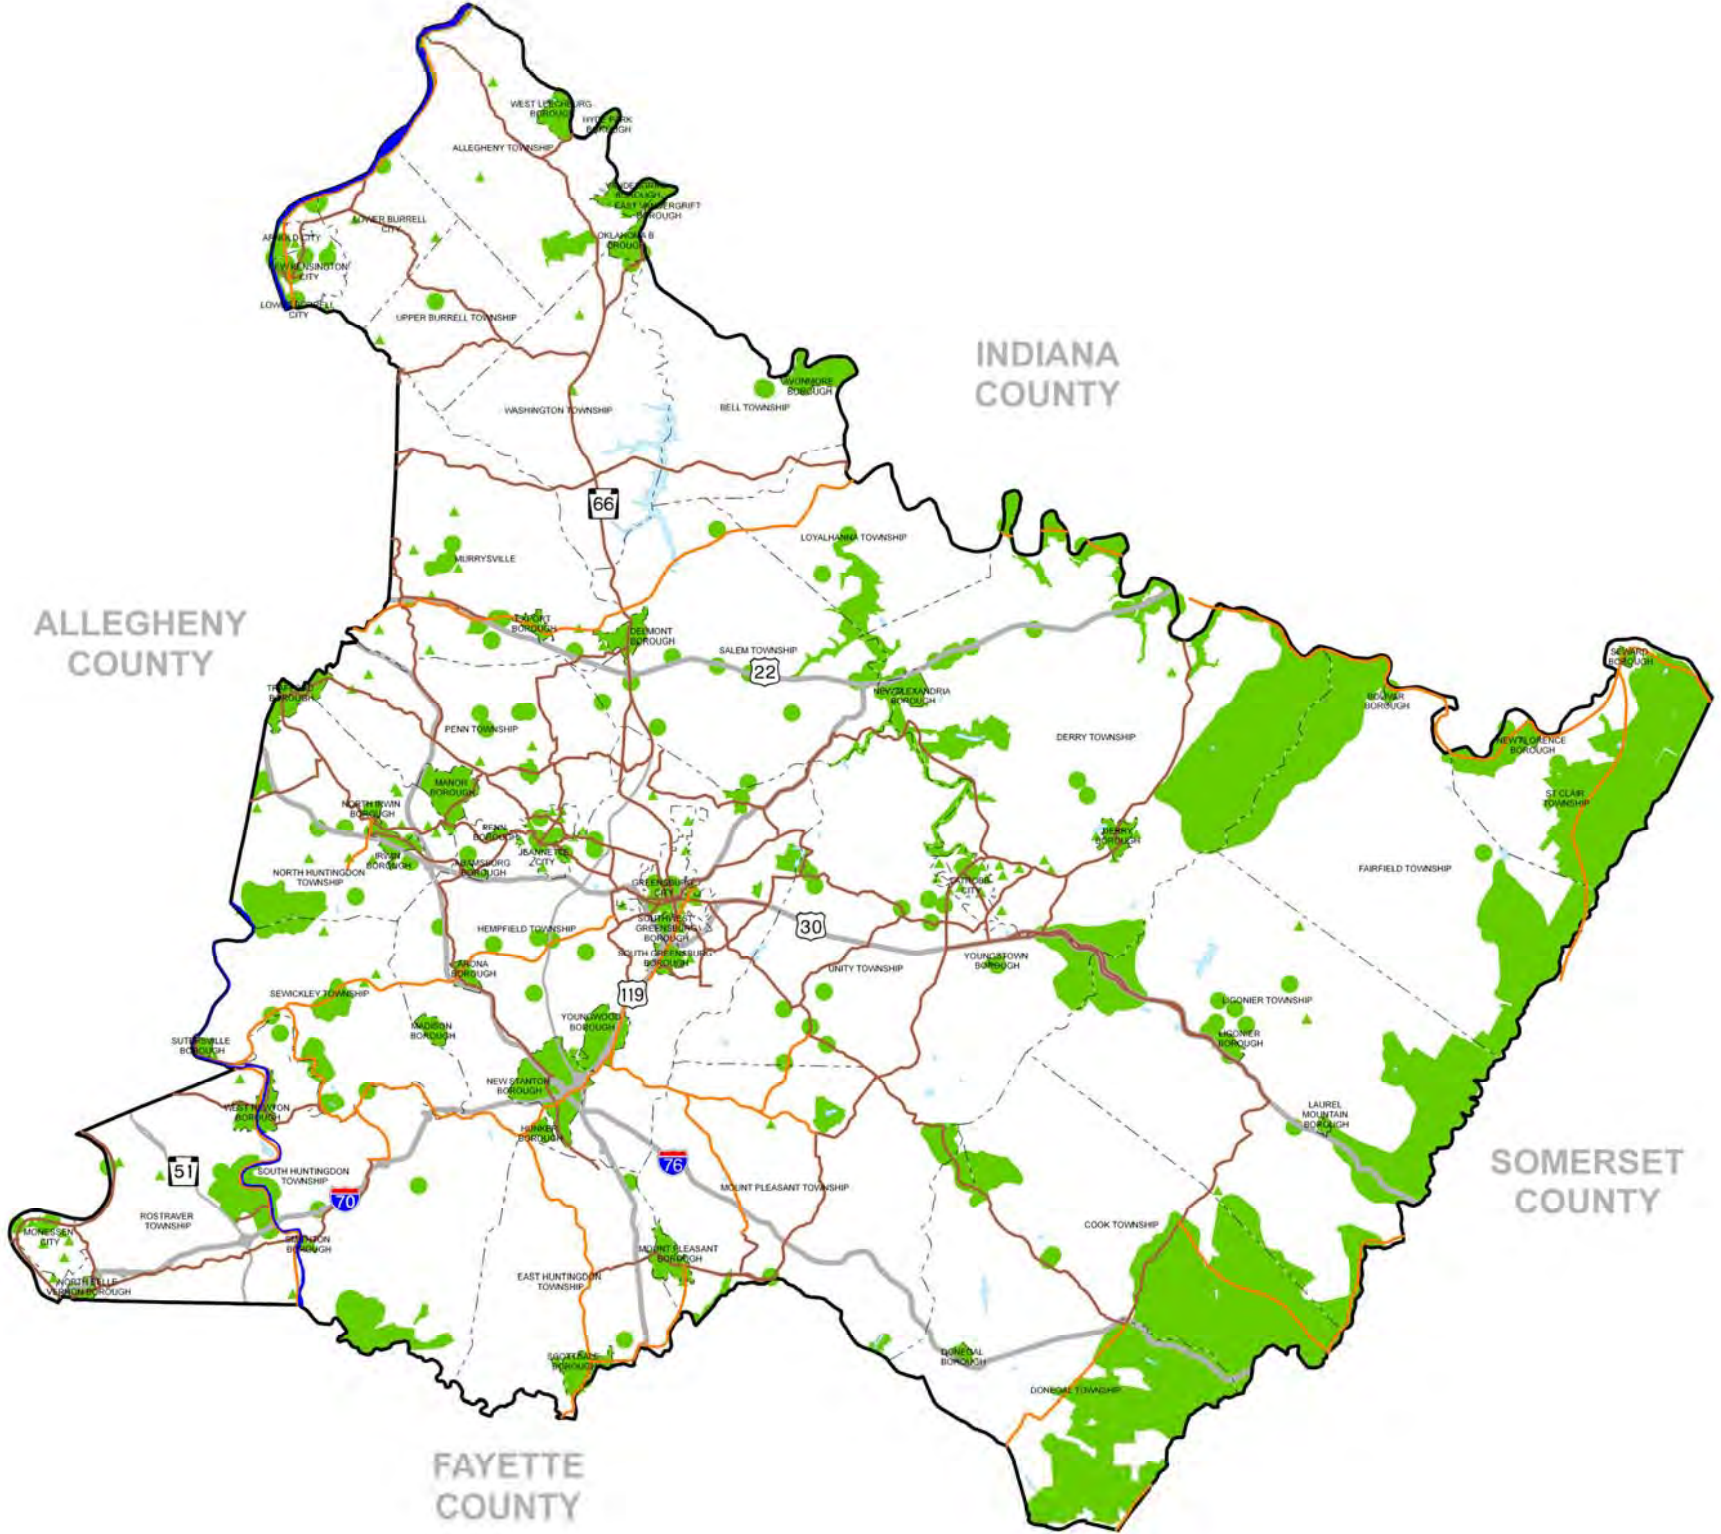 WEST LEECHBURG
BOROUGH
HYDE PARK
BOROUGH
ALLEGHENY TOWNSHIP
VANDERGRIFT
BOROUGH
EAST VANDERGRIFT
BOROUGH
LOWER BURRELL
CITY
ARNOLD CITY
OKLAHOMA B
OROUGH
NEW KENSINGTON
CITY
LOWER BURRELL
CITY
UPPER BURRELL TOWNSHIP
INDIANA
COUNTY
AVONMORE
BOROUGH
BELL TOWNSHIP
WASHINGTON TOWNSHIP
66
LOYALHANNA TOWNSHIP
MURRYSVILLE
ALLEGHENY
COUNTY
EXPORT
BOROUGH
DELMONT
BOROUGH
SALEM TOWNSHIP
22
SEWARD
BOROUGH
TRAFFORD
BOROUGH
NEW ALEXANDRIA
BOROUGH
BOLIVAR
BOROUGH
PENN TOWNSHIP
DERRY TOWNSHIP
NEW FLORENCE
BOROUGH
MANOR
BOROUGH
ST CLAIR
TOWNSHIP
NORTH IRWIN
BOROUGH
PENN
BOROUGH
DERRY
BOROUGH
IRWIN
BOROUGH
JEANNETTE
CITY
ADAMSBURG
BOROUGH
FAIRFIELD TOWNSHIP
NORTH HUNTINGDON
TOWNSHIP
GREENSBURG
CITY
LATROBE
CITY
HEMPFIELD TOWNSHIP
SOUTHWEST
GREENSBURG
BOROUGH
30
SOUTH GREENSBURG
BOROUGH
YOUNGSTOWN
BOROUGH
ARONA
BOROUGH
UNITY TOWNSHIP
SEWICKLEY TOWNSHIP
119
LIGONIER TOWNSHIP
MADISON
BOROUGH
YOUNGWOOD
BOROUGH
LIGONIER
BOROUGH
SUTERSVILLE
BOROUGH
NEW STANTON
BOROUGH
WEST NEWTON
BOROUGH
LAUREL
MOUNTAIN
BOROUGH
HUNKER
BOROUGH
51
SOUTH HUNTINGDON
TOWNSHIP
76
SOMERSET
COUNTY
70
MOUNT PLEASANT TOWNSHIP
ROSTRAVER
TOWNSHIP
COOK TOWNSHIP
MONESSEN
CITY
SMITHTON
BOROUGH
MOUNT PLEASANT
BOROUGH
NORTH BELLE
VERNON BOROUGH
EAST HUNTINGDON
TOWNSHIP
SCOTTDALE
BOROUGH
DONEGAL
BOROUGH
DONEGAL TOWNSHIP
FAYETTE
COUNTY